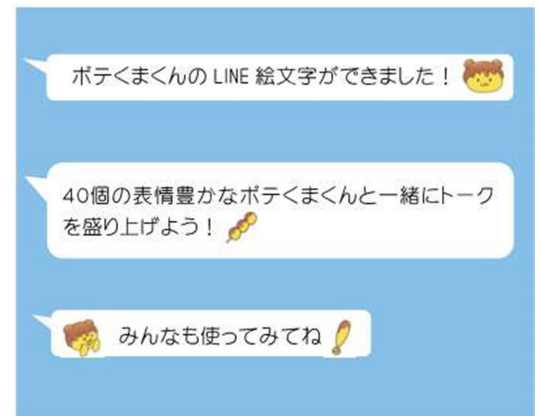 ポテくまくんのLINE絵文字ができました！
40個の表情豊かなポテくまくんと一緒にトーク
を盛り上げよう！
みんなも使ってみてね